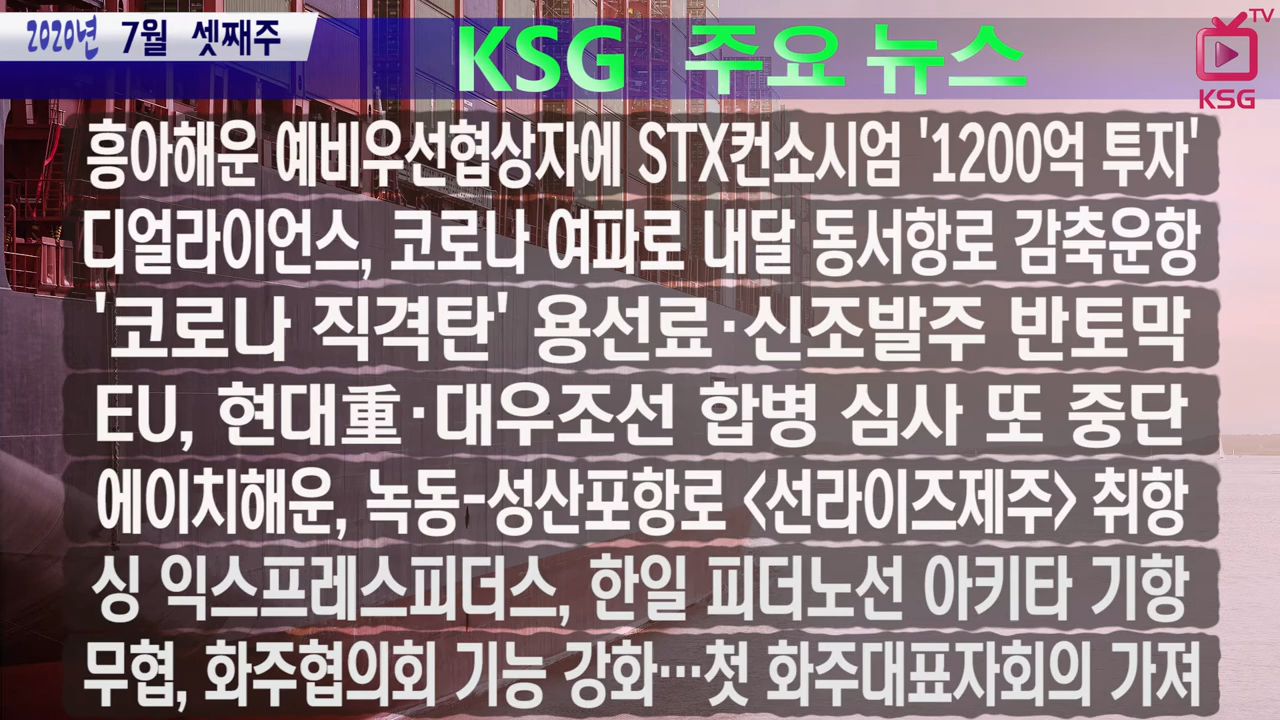 2020년 7월 셋째주
KSG 주요 뉴스
TV
KSG
흥아해운 예비우선협상자에 STX컨소시엄 '1200억 투자'
디얼라이언스, 코로나 여파로 내달 동서항로 감축운항
'코로나 직격탄' 용선료·신조발주 반토막
EU, 현대重·대우조선 합병 심사 또 중단
에이치해운, 녹동-성산포항로 〈선라이즈제주〉 취항
싱 익스프레스피더스, 한일 피더노선 아키타 기항
무협, 화주협의회 기능 강화…첫 화주대표자회의 가져